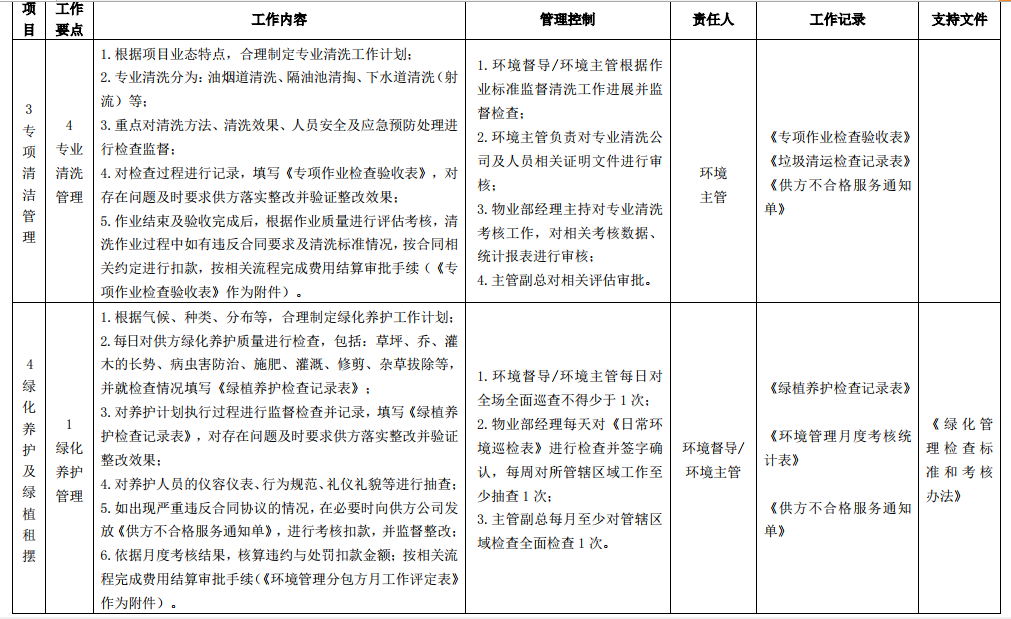 项目
工作要点
工作内容
管理控制
责任人
工作记录
支持文件
3
专
项
清
洁
管
理
4
专业
清洗
管理
1.根据项目业态特点，合理制定专业清洗工作计划；
2.专业清洗分为：油烟道清洗、隔油池清掏、下水道清洗（射
流）等；
3.重点对清洗方法、清洗效果、人员安全及应急预防处理进
行检查监督；
4.对检查过程进行记录，填写《专项作业检查验收表》，对
存在问题及时要求供方落实整改并验证整改效果；
5.作业结束及验收完成后，根据作业质量进行评估考核，清
洗作业过程中如有违反合同要求及清洗标准情况，按合同相
关约定进行扣款，按相关流程完成费用结算审批手续（《专
项作业检查验收表》作为附件）。
1.环境督导/环境主管根据作
业标准监督清洗工作进展并监
督检查；
2.环境主管负责对专业清洗公
司及人员相关证明文件进行审
核；
3.物业部经理主持对专业清洗
考核工作，对相关考核数据、
统计报表进行审核；
4.主管副总对相关评估审批。
环境
主管
《专项作业检查验收表》
《垃圾清运检查记录表》
《供方不合格服务通知
单》
4
绿
化
养
护
及
绿
植
租
摆
1
绿化
养护
管理
1.根据气候、种类、分布等，合理制定绿化养护工作计划；
2.每日对供方绿化养护质量进行检查，包括：草坪、乔、灌
木的长势、病虫害防治、施肥、灌溉、修剪、杂草拔除等，
并就检查情况填写《绿植养护检查记录表》；
3.对养护计划执行过程进行监督检查并记录，填写《绿植养
护检查记录表》，对存在问题及时要求供方落实整改并验证
整改效果；
4.对养护人员的仪容仪表、行为规范、礼仪礼貌等进行抽查；
5.如出现严重违反合同协议的情况，在必要时向供方公司发
放《供方不合格服务通知单》，进行考核扣款，并监督整改；
6.依据月度考核结果，核算违约与处罚扣款金额；按相关流
程完成费用结算审批手续（《环境管理分包方月工作评定表》
作为附件）。
1.环境督导/环境主管每日对
全场全面巡查不得少于1次；
2.物业部经理每天对《日常环
境巡检表》进行检查并签字确
认，每周对所管辖区域工作至
少抽查1次；
3.主管副总每月至少对管辖区
域检查全面检查1次。
环境督导/
环境主管
《绿植养护检查记录表》
《环境管理月度考核统
计表》
《供方不合格服务通知
单》
《绿化管
理检查标
准和考核
办法》